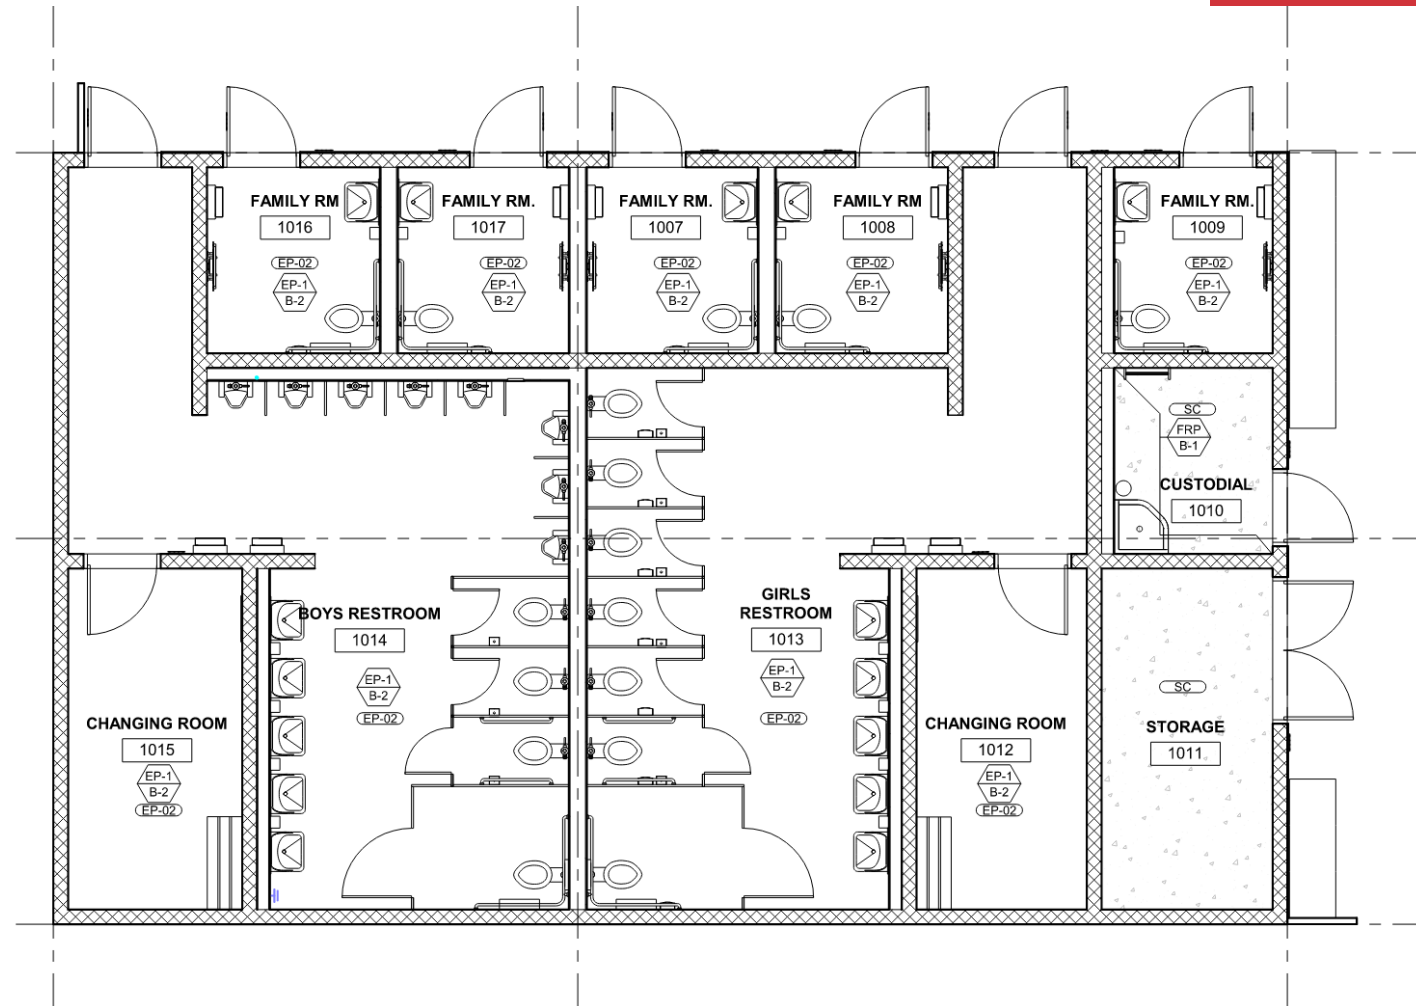 FAMILY RM
1016
EP-02
EP-1
B-2
FAMILY RM.
1017
EP-02
EP-1
B-2
FAMILY RM.
1007
EP-02
EP-1
B-2
FAMILY RM
1008
EP-02
EP-1
B-2
FAMILY RM.
1009
EP-02
EP-1
B-2
SC
FRP
B-1
CUSTODIAL
1010
BOYS RESTROOM
1014
EP-1
B-2
EP-02
GIRLS
RESTROOM
1013
EP-1
B-2
EP-02
CHANGING ROOM
1015
EP-1
B-2
EP-02
CHANGING ROOM
1012
EP-1
B-2
EP-02
SC
STORAGE
1011